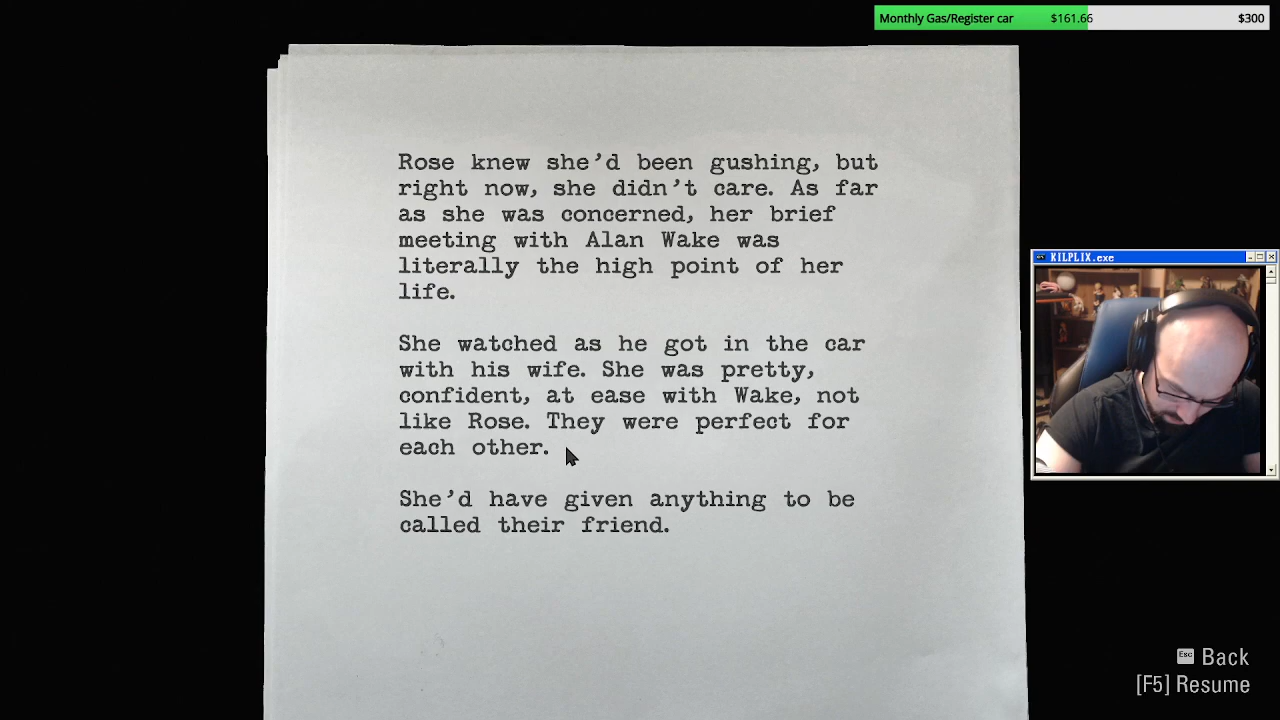 Monthly Gas/Register car $161.66 $300
Rose knew she’d been gushing, but
right now, she didn’t care. As far
as she was concerned, her brief
meeting with Alan Wake was
literally the high point of her
life.
She watched as he got in the car
with his wife. She was pretty,
confident, at ease with Wake, not
like Rose. They were perfect for
each other.
She’d have given anything to be
called their friend.
KILPLIX.exe
Esc Back
[F5] Resume